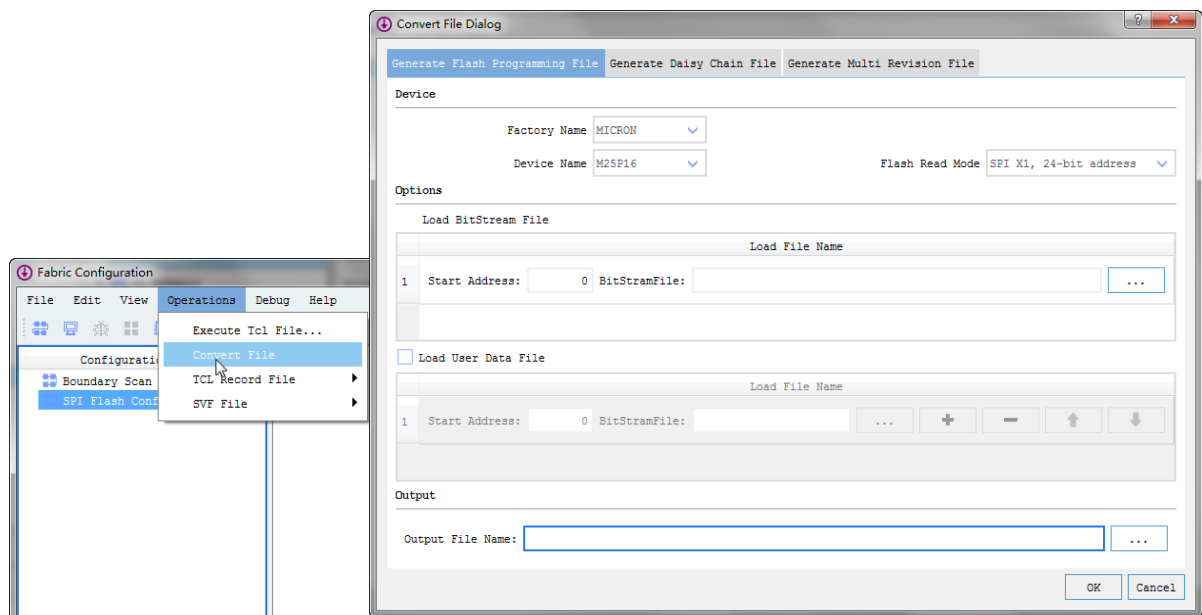 Convert File Dialog
Generate Flash Programming File Generate Daisy Chain File Generate Multi Revision File
Device
Factory Name MICRON
Device Name M25P16 Flash Read Mode SPI X1, 24-bit address
Options
Load BitStream File
Load File Name
1 Start Address: 0 BitStramFile: ...
Load User Data File
Load File Name
1 Start Address: 0 BitStramFile: ...
Output
Output File Name: ...
OK Cancel
Fabric Configuration
File Edit View Operations Debug Help
Execute Tcl File...
Convert File
TCL Record File
SVF File
Configuratio
Boundary Scan
SPI Flash Conf